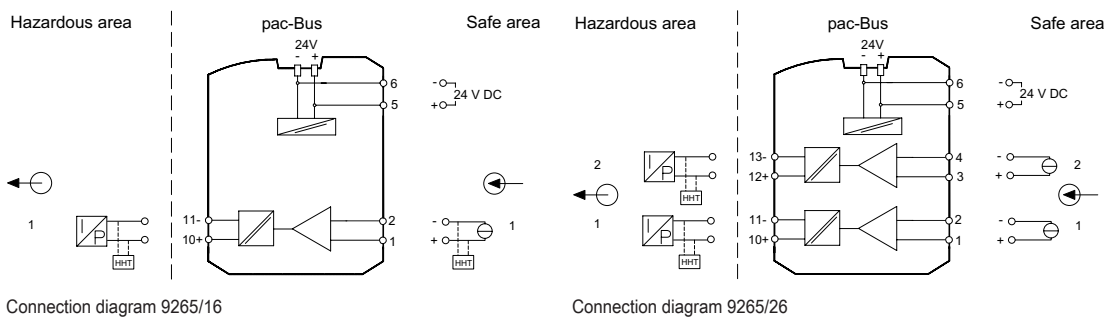 Hazardous area
pac-Bus
Safe area
24V
- +
6
5
-
+
24 V DC
1
I
P
HHT
11-
10+
2
1
-
+
HHT
1
Connection diagram 9265/16
Hazardous area
pac-Bus
Safe area
24V
- +
6
5
-
+
24 V DC
2
1
I
P
HHT
I
P
HHT
13-
12+
11-
10+
4
3
2
1
-
+
-
+
2
1
Connection diagram 9265/26